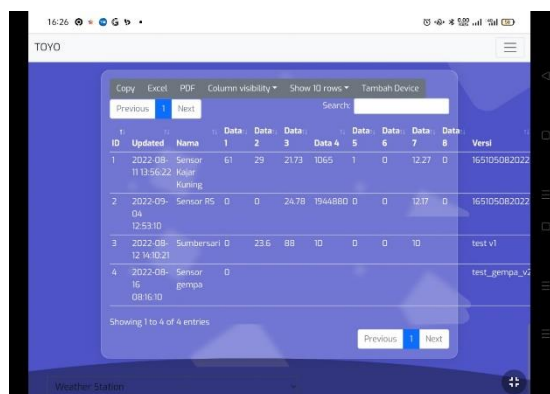 16:26
TOYO
Copy Excel PDF Column visibility Show 10 rows Tambah Device
Previous 1 Next Search:
ID Updated Nama Data 1 Data 2 Data 3 Data 4 Data 5 Data 6 Data 7 Data 8 Versi
1 2022-08-11 13:56:22 Sensor Kajar Kuning 61 29 21.73 1065 1 0 12.27 0 165105082022
2 2022-09-04 12:53:10 Sensor RS 0 0 24.78 1944880 0 0 12.17 0 165105082022
3 2022-08-12 14:10:21 Sumbersari 0 23.6 88 10 0 0 10 test v1
4 2022-08-16 08:16:10 Sensor gempa 0 test_gempa_v2
Showing 1 to 4 of 4 entries
Previous 1 Next
Weather Station